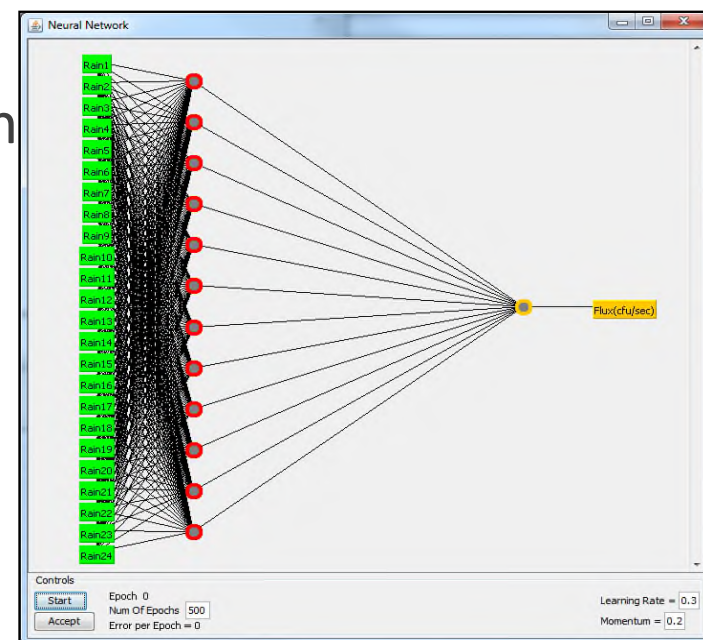 Neural Network
n
Rain1
Rain2
Rain3
Rain4
Rain5
Rain6
Rain7
Rain8
Rain9
Rain10
Rain11
Rain12
Rain13
Rain14
Rain15
Rain16
Rain17
Rain18
Rain19
Rain20
Rain21
Rain22
Rain23
Rain24
Flux(cfu/sec)
Controls
Start
Accept
Epoch 0
Num Of Epochs 500
Error per Epoch = 0
Learning Rate = 0.3
Momentum = 0.2